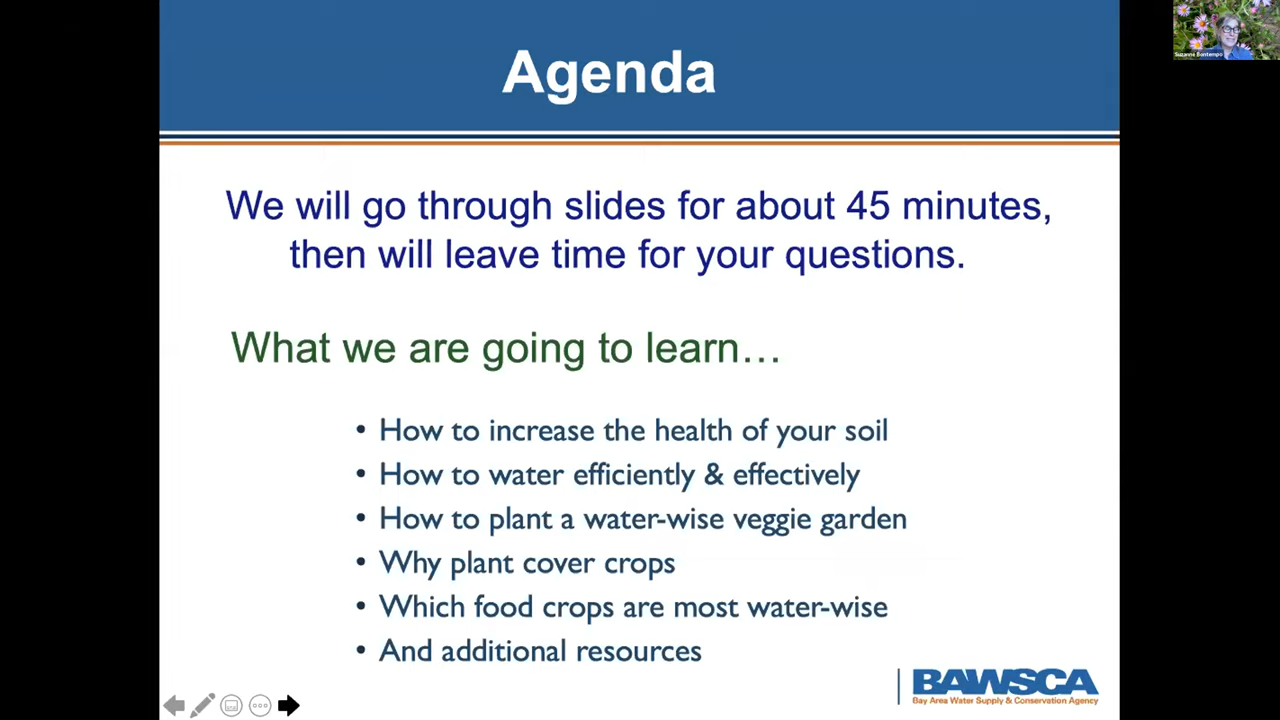 Agenda
Suzanne Bontempo
We will go through slides for about 45 minutes,
then will leave time for your questions.
What we are going to learn…
• How to increase the health of your soil
• How to water efficiently & effectively
• How to plant a water-wise veggie garden
• Why plant cover crops
• Which food crops are most water-wise
• And additional resources
BAWSCA
Bay Area Water Supply & Conservation Agency